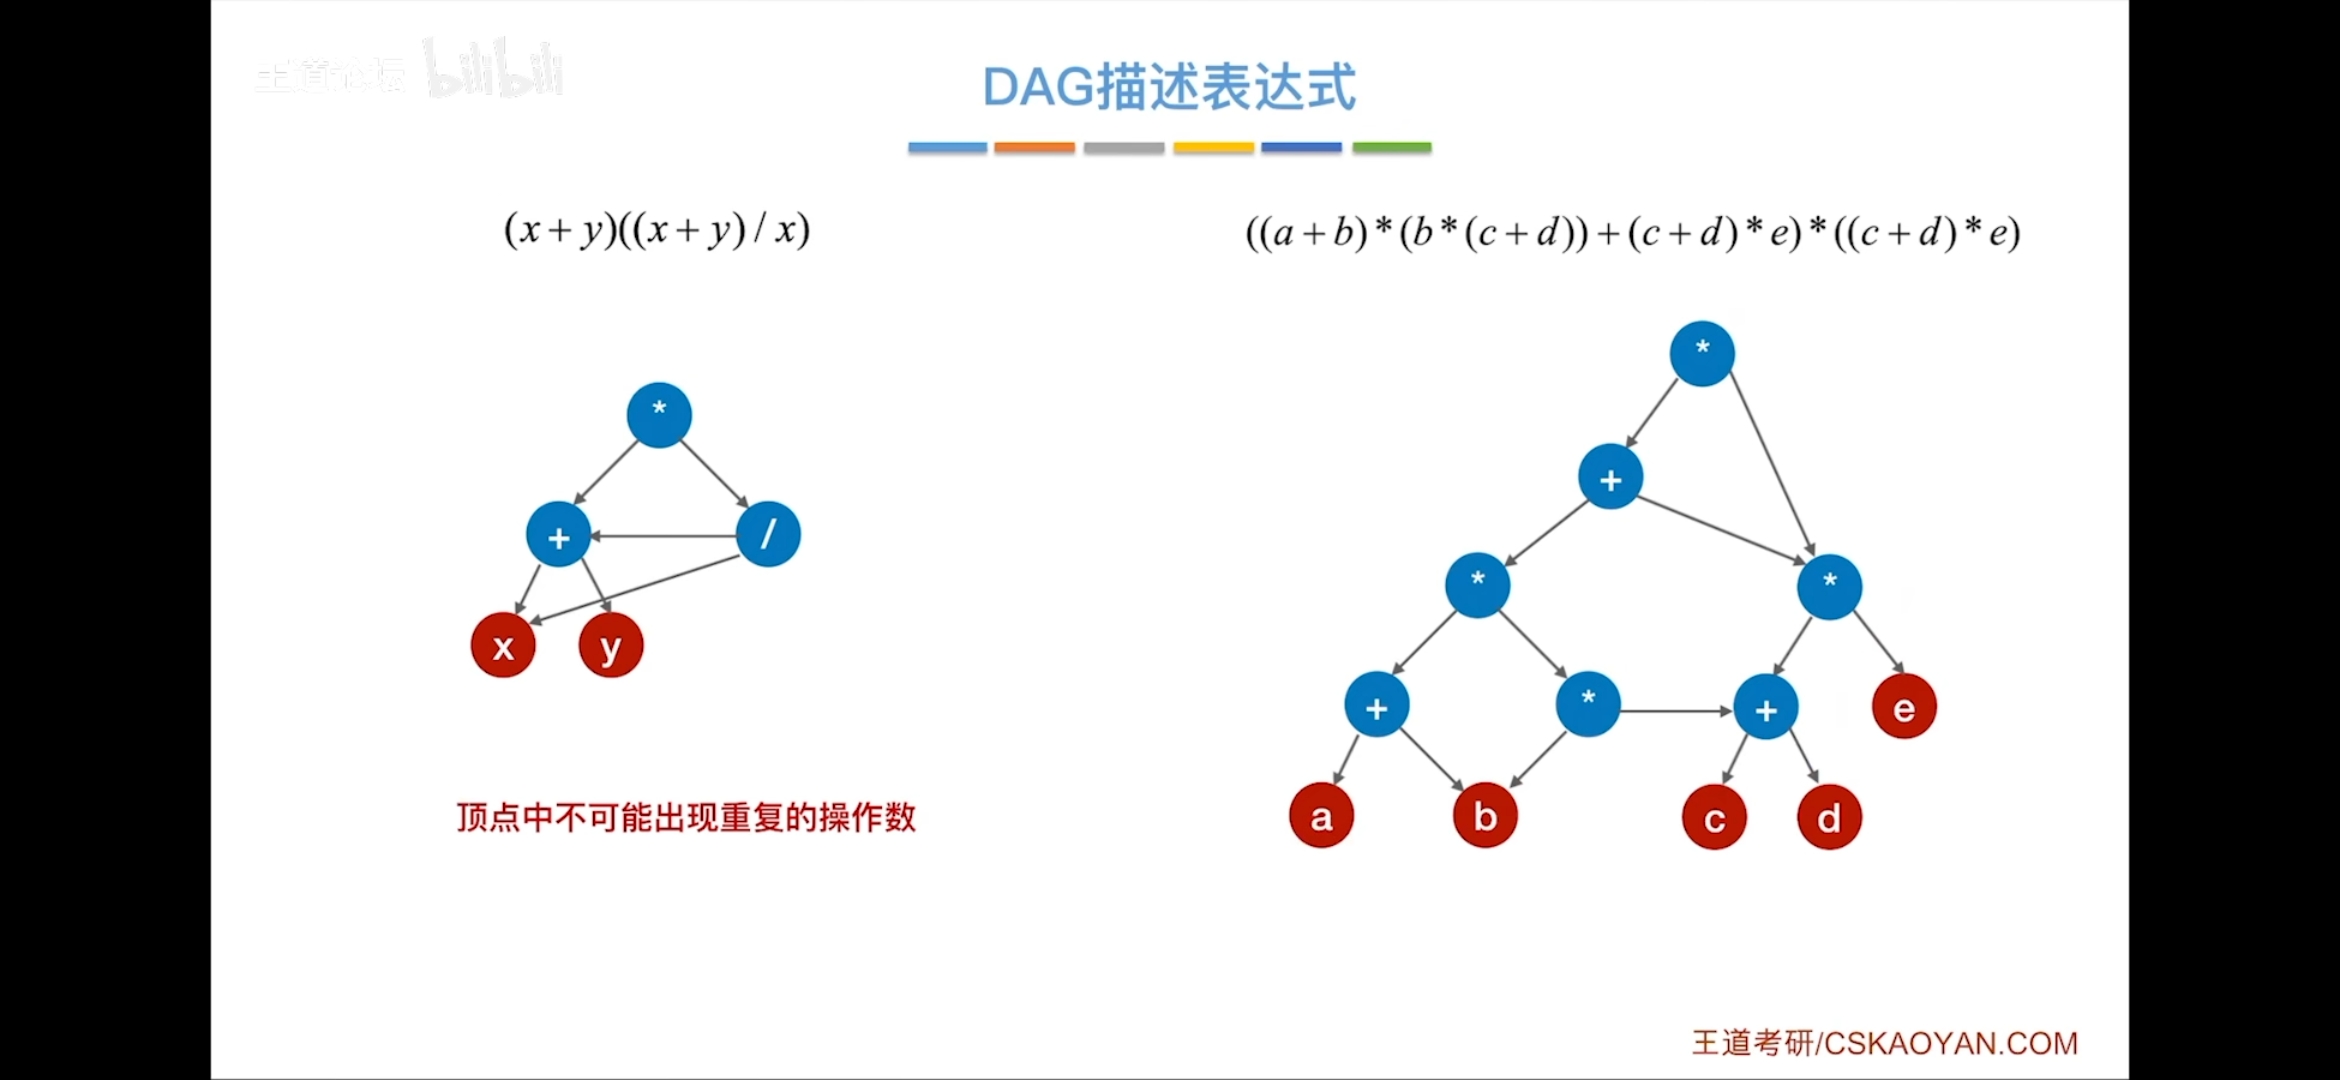 王道论坛 bilibili
DAG描述表达式
(x+y)((x+y)/x)
((a+b)*(b*(c+d))+(c+d)*e)*((c+d)*e)
*
*
+
+
/
*
*
x
y
+
*
+
e
a
b
c
d
顶点中不可能出现重复的操作数
王道考研/CSKAOYAN.COM